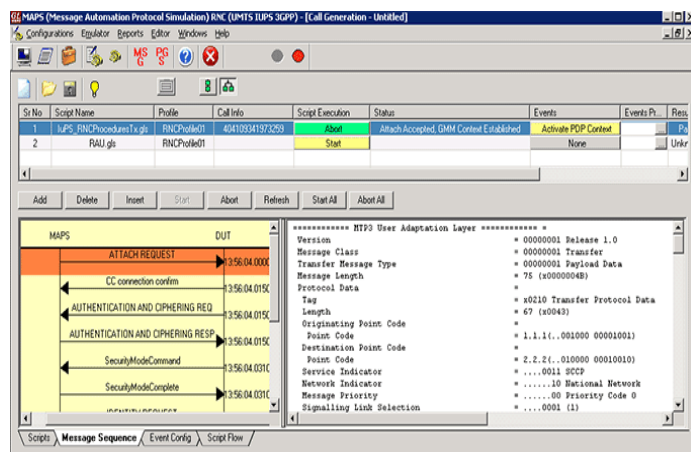 MAPS (Message Automation Protocol Simulation) RNC (UMTS IUPS 3GPP) - [Call Generation - Untitled]
Configurations Emulator Reports Editor Windows Help
MS G PG S
Sr No Script Name Profile Call Info Script Execution Status Events Events Pr... Resu
1 IuPS_RNCProceduresTx.gls RNCProfile01 404109341973259 Abort Attach Accepted, GMM Context Established Activate PDP Context ... Pa
2 RAU.gls RNCProfile01 Start None ... Unkr
Add Delete Insert Start Abort Refresh Start All Abort All
MAPS DUT
ATTACH REQUEST
13:56:04.0000
CC connection confirm
13:56:04.0150
AUTHENTICATION AND CIPHERING REQ
13:56:04.0150
AUTHENTICATION AND CIPHERING RESP
13:56:04.0150
SecurityModeCommand
13:56:04.0310
SecurityModeComplete
13:56:04.0310
IDENTITY REQUEST
============ MTP3 User Adaptation Layer ============ =
Version = 00000001 Release 1.0
Message Class = 00000001 Transfer
Transfer Message Type = 00000001 Payload Data
Message Length = 75 (x0000004B)
Protocol Data =
Tag = x0210 Transfer Protocol Data
Length = 67 (x0043)
Originating Point Code =
Point Code = 1.1.1(..001000 00001001)
Destination Point Code =
Point Code = 2.2.2(..010000 00010010)
Service Indicator = ....0011 SCCP
Network Indicator = ......10 National Network
Message Priority = ......00 Priority Code 0
Signalling Link Selection = ....0001 (1)
Scripts Message Sequence Event Config Script Flow